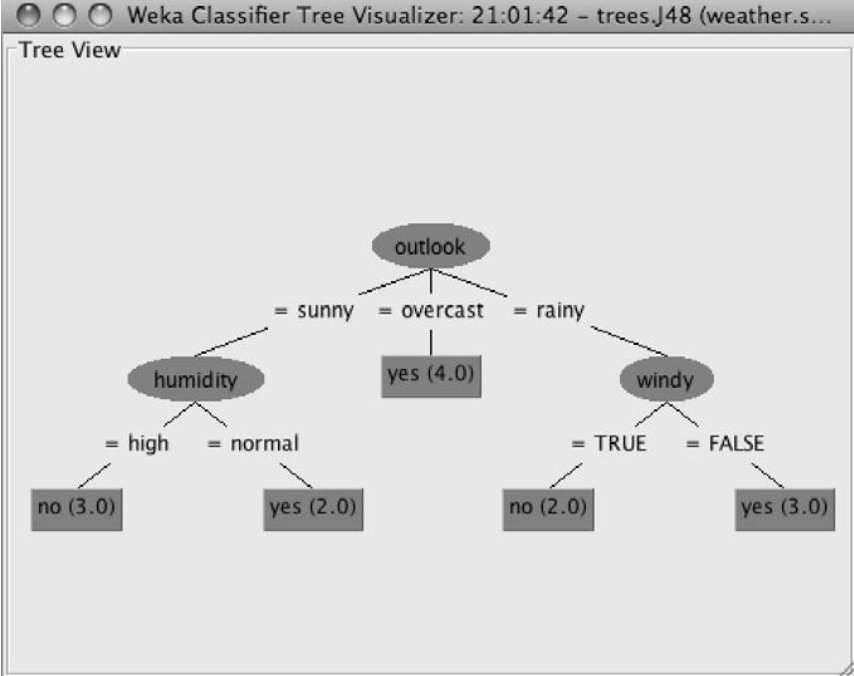 Weka Classifier Tree Visualizer: 21:01:42 – trees.J48 (weather.s...
Tree View
outlook
= sunny = overcast = rainy
humidity yes (4.0) windy
= high = normal = TRUE = FALSE
no (3.0) yes (2.0) no (2.0) yes (3.0)